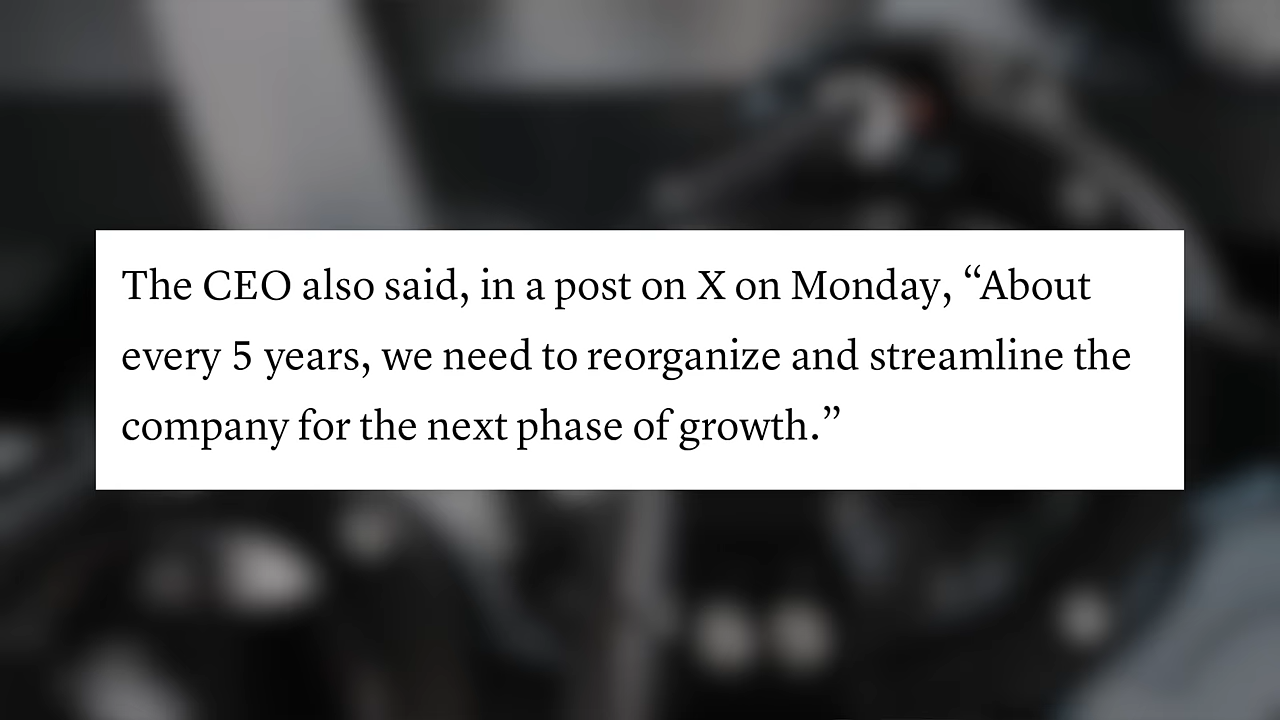 The CEO also said, in a post on X on Monday, “About
every 5 years, we need to reorganize and streamline the
company for the next phase of growth.”